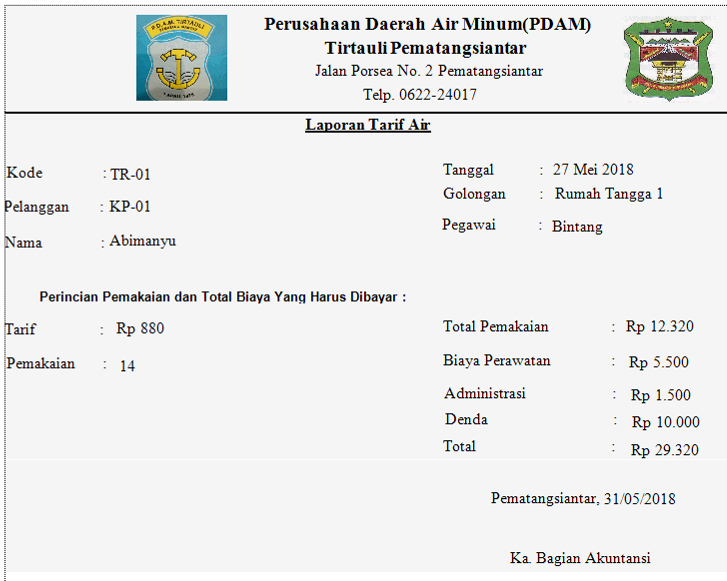 P.D.A.M. TIRTAULI
Perusahaan Daerah Air Minum(PDAM)
Tirtauli Pematangsiantar
Jalan Porsea No. 2 Pematangsiantar
Telp. 0622-24017
Laporan Tarif Air
Kode : TR-01
Tanggal : 27 Mei 2018
Golongan : Rumah Tangga 1
Pelanggan : KP-01
Pegawai : Bintang
Nama : Abimanyu
Perincian Pemakaian dan Total Biaya Yang Harus Dibayar :
Tarif : Rp 880
Total Pemakaian : Rp 12.320
Pemakaian : 14
Biaya Perawatan : Rp 5.500
Administrasi : Rp 1.500
Denda : Rp 10.000
Total : Rp 29.320
Pematangsiantar, 31/05/2018
Ka. Bagian Akuntansi